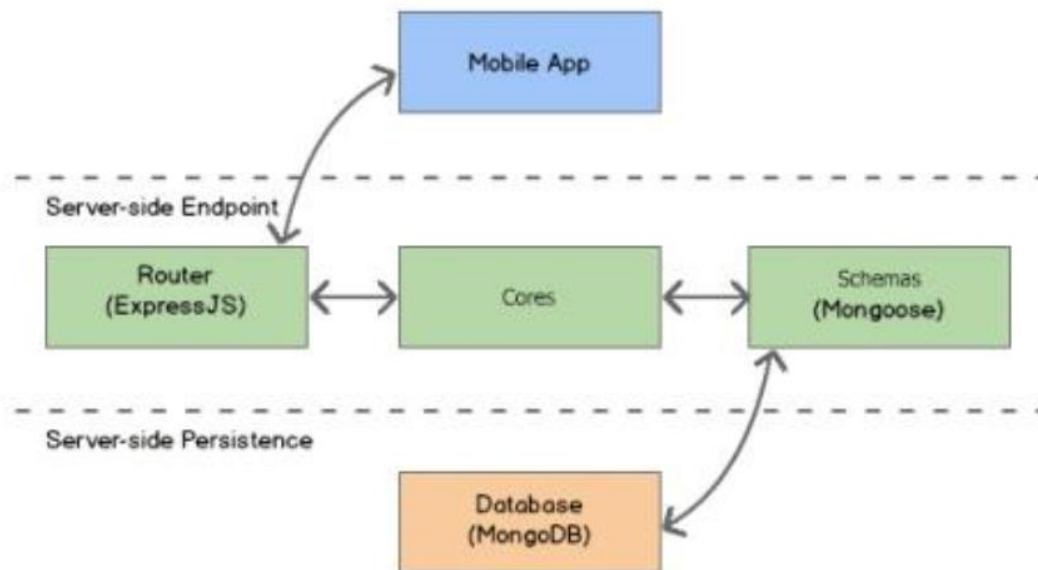 Mobile App
Server-side Endpoint
Router
(ExpressJS)
Cores
Schemas
(Mongoose)
Server-side Persistence
Database
(MongoDB)